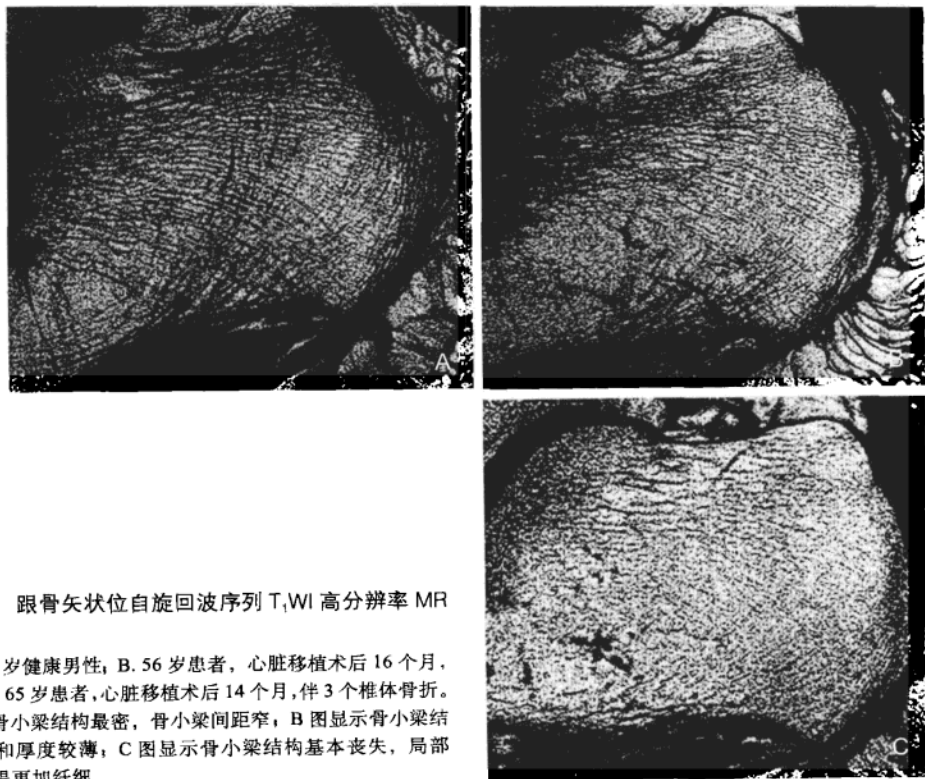 A
B
C
跟骨矢状位自旋回波序列 T₁WI 高分辨率 MR
岁健康男性; B. 56 岁患者, 心脏移植术后 16 个月,
65 岁患者,心脏移植术后 14 个月,伴 3 个椎体骨折。
骨小梁结构最密, 骨小梁间距窄; B 图显示骨小梁结
和厚度较薄; C 图显示骨小梁结构基本丧失, 局部
更加纤细